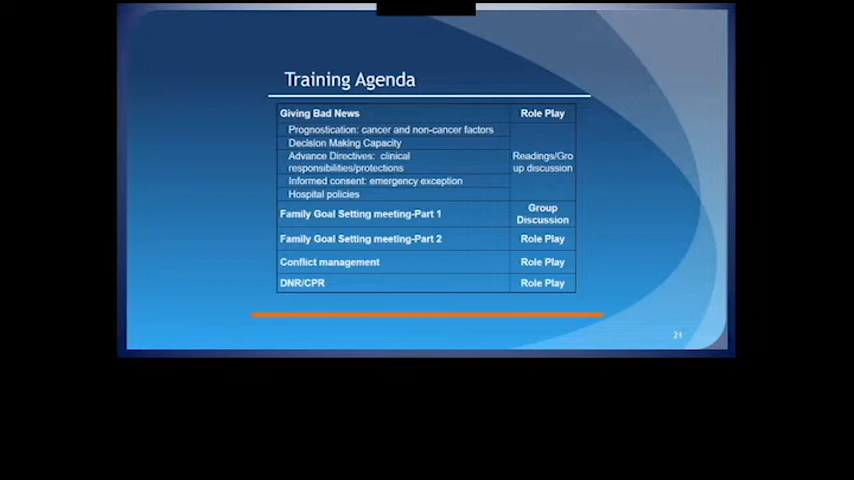 Training Agenda
Giving Bad News Role Play
Prognostication: cancer and non-cancer factors
Decision Making Capacity
Advance Directives: clinical
responsibilities/protections
Readings/Gro
up discussion
Informed consent: emergency exception
Hospital policies
Family Goal Setting meeting-Part 1
Group
Discussion
Family Goal Setting meeting-Part 2 Role Play
Conflict management Role Play
DNR/CPR Role Play
21